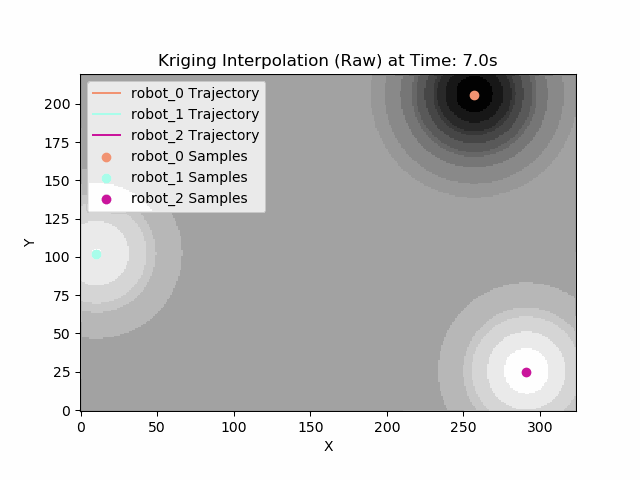 Kriging Interpolation (Raw) at Time: 7.0s
robot_0 Trajectory
robot_1 Trajectory
robot_2 Trajectory
robot_0 Samples
robot_1 Samples
robot_2 Samples
Y
200
175
150
125
100
75
50
25
0
0 50 100 150 200 250 300
X